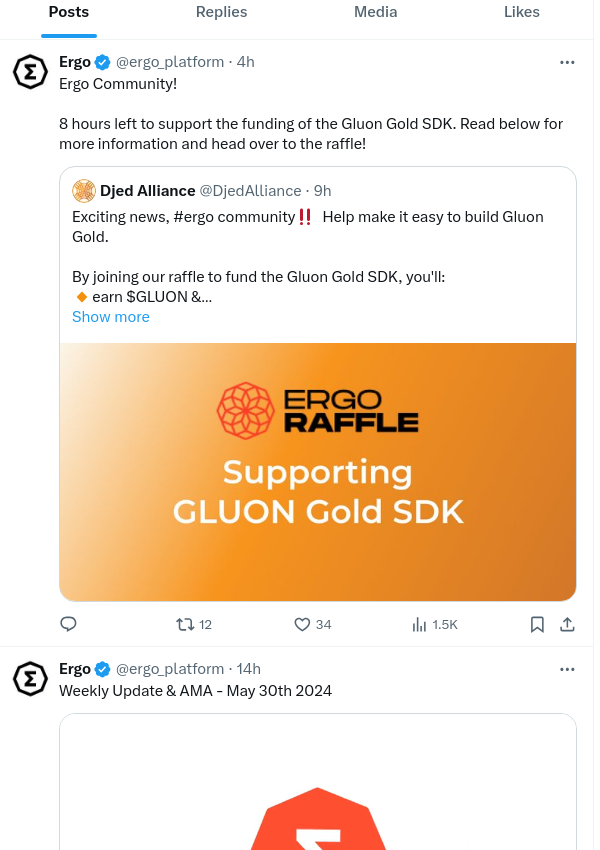 Posts Replies Media Likes
Ergo @ergo_platform · 4h
Ergo Community!
8 hours left to support the funding of the Gluon Gold SDK. Read below for
more information and head over to the raffle!
Djed Alliance @DjedAlliance · 9h
Exciting news, #ergo community‼️ Help make it easy to build Gluon
Gold.
By joining our raffle to fund the Gluon Gold SDK, you'll:
🔸 earn $GLUON &...
Show more
ERGO
RAFFLE
Supporting
GLUON Gold SDK
12 34 1.5K
Ergo @ergo_platform · 14h
Weekly Update & AMA - May 30th 2024